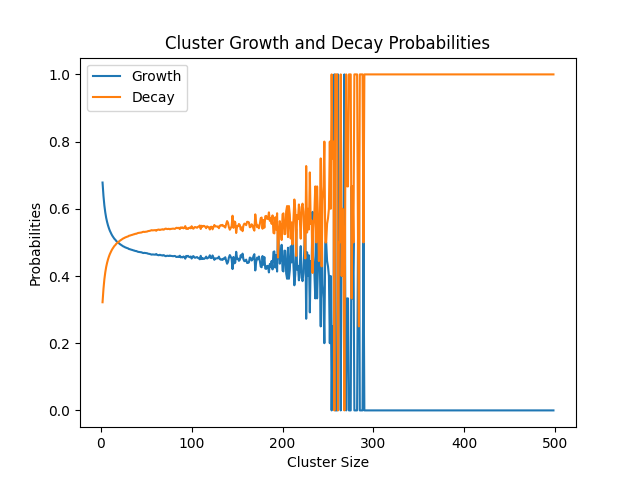 Cluster Growth and Decay Probabilities
Growth
Decay
1.0
0.8
0.6
0.4
0.2
0.0
Probabilities
0 100 200 300 400 500
Cluster Size